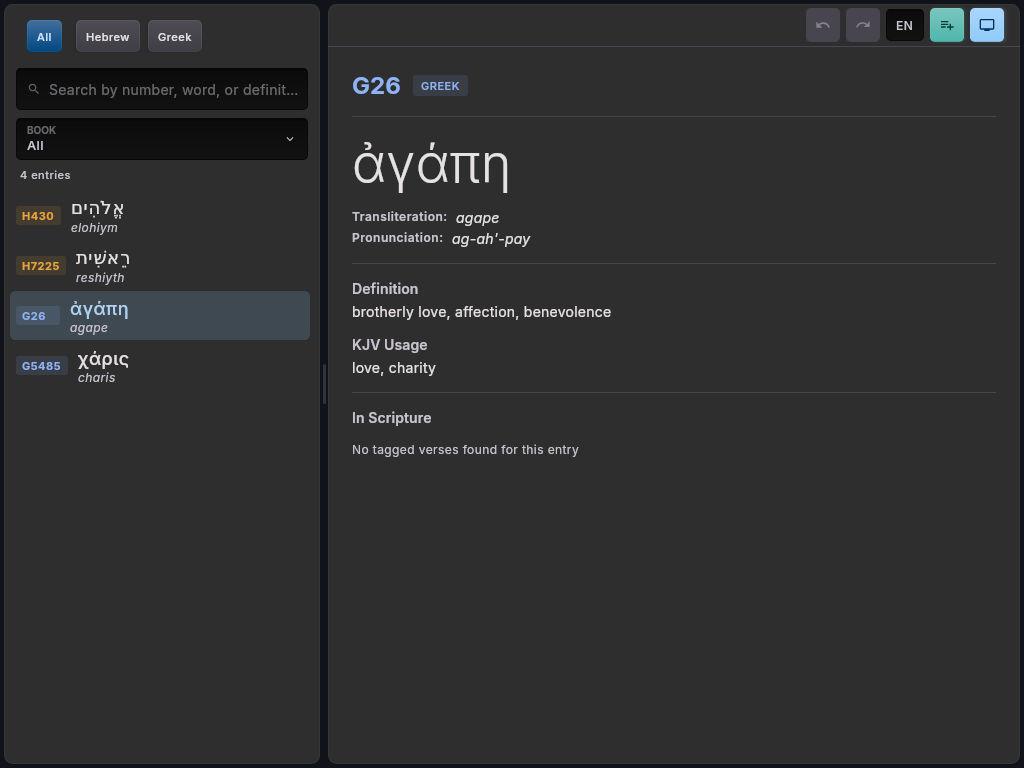 All
Hebrew
Greek
Search by number, word, or definit...
BOOK
All
4 entries
H430
אֱלֹהִים
elohiym
H7225
רֵאשִׁית
reshiyth
G26
ἀγάπη
agape
G5485
χάρις
charis
EN
G26 GREEK
ἀγάπη
Transliteration: agape
Pronunciation: ag-ah'-pay
Definition
brotherly love, affection, benevolence
KJV Usage
love, charity
In Scripture
No tagged verses found for this entry